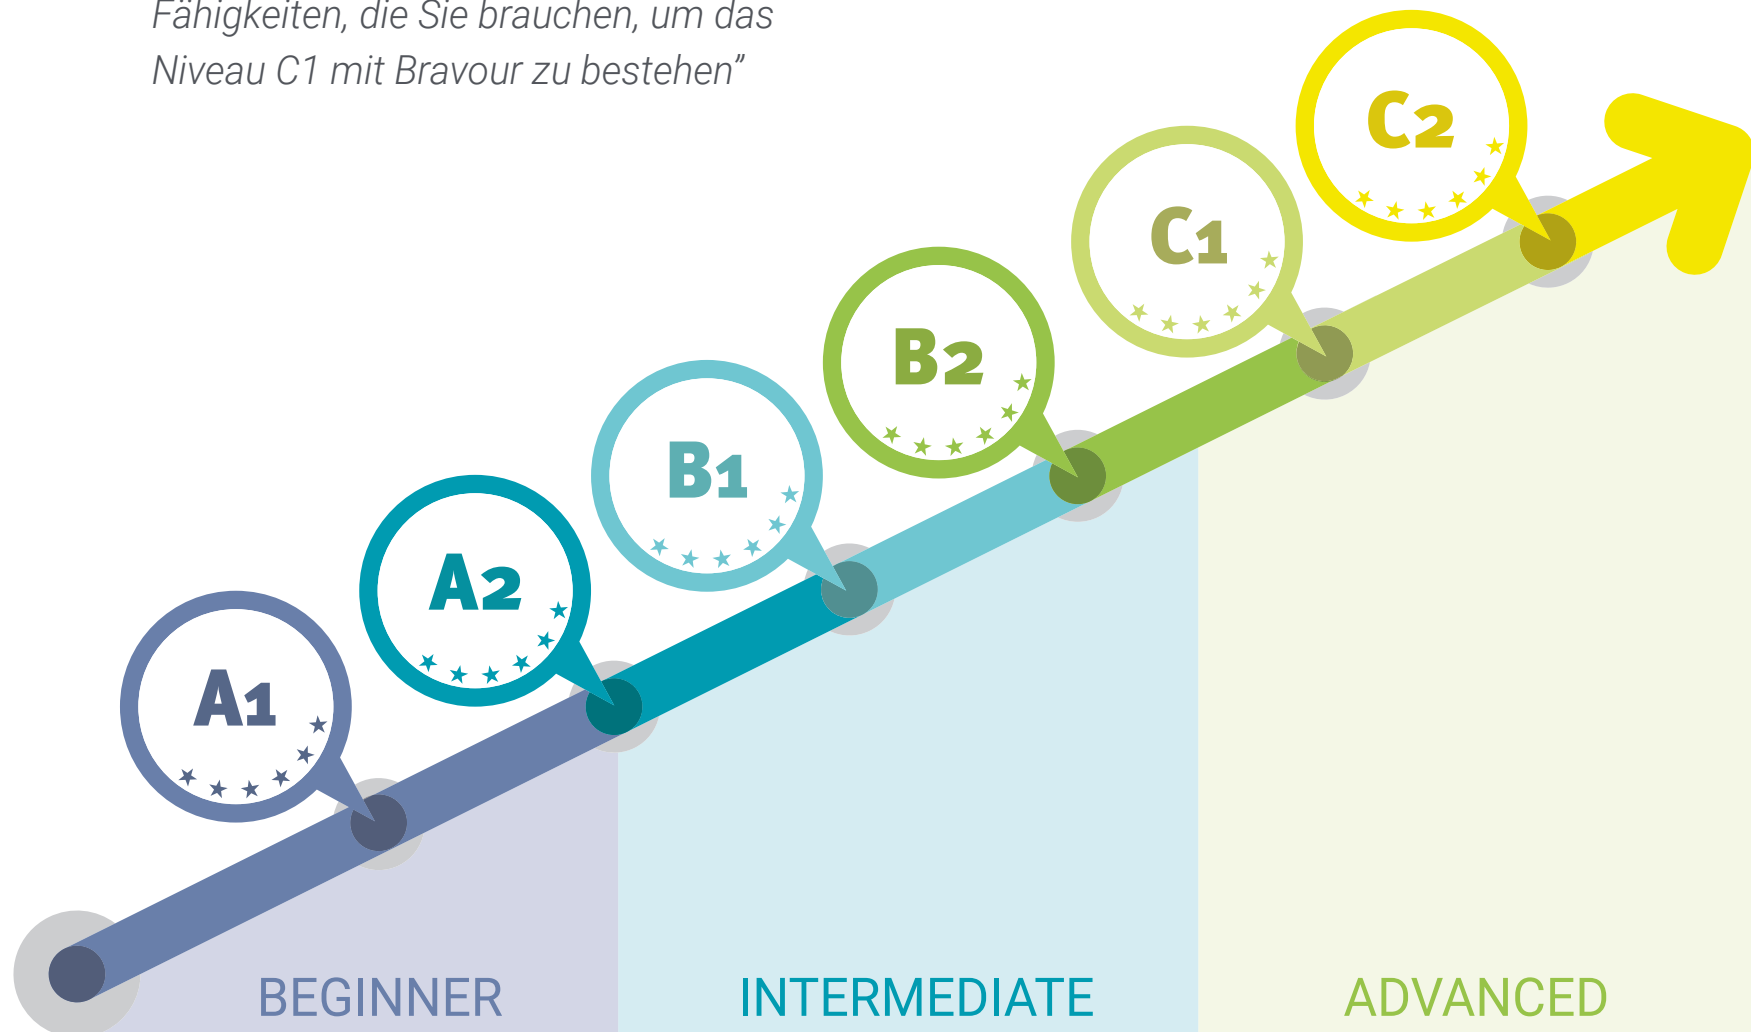 Fähigkeiten, die Sie brauchen, um das
Niveau C1 mit Bravour zu bestehen”
C2
C1
B2
B1
A2
A1
BEGINNER
INTERMEDIATE
ADVANCED